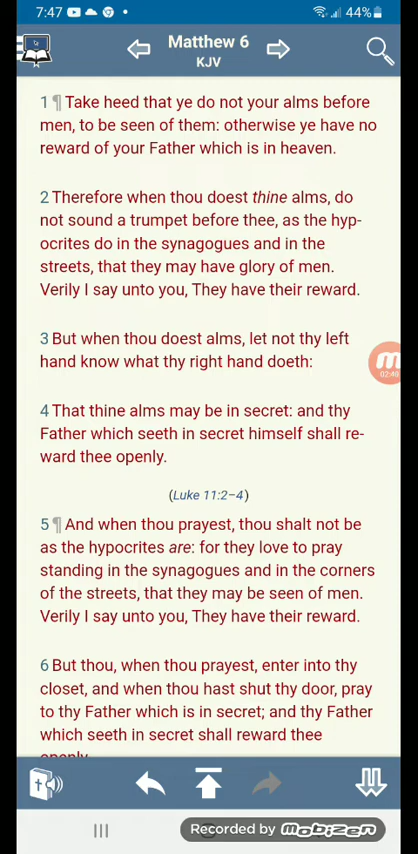 7:47 44%
Matthew 6
KJV
1 ¶ Take heed that ye do not your alms before
men, to be seen of them: otherwise ye have no
reward of your Father which is in heaven.
2 Therefore when thou doest thine alms, do
not sound a trumpet before thee, as the hyp-
ocrites do in the synagogues and in the
streets, that they may have glory of men.
Verily I say unto you, They have their reward.
3 But when thou doest alms, let not thy left
hand know what thy right hand doeth:
02:49
4 That thine alms may be in secret: and thy
Father which seeth in secret himself shall re-
ward thee openly.
(Luke 11:2–4)
5 ¶ And when thou prayest, thou shalt not be
as the hypocrites are: for they love to pray
standing in the synagogues and in the corners
of the streets, that they may be seen of men.
Verily I say unto you, They have their reward.
6 But thou, when thou prayest, enter into thy
closet, and when thou hast shut thy door, pray
to thy Father which is in secret; and thy Father
which seeth in secret shall reward thee
openly.
Recorded by mobizen